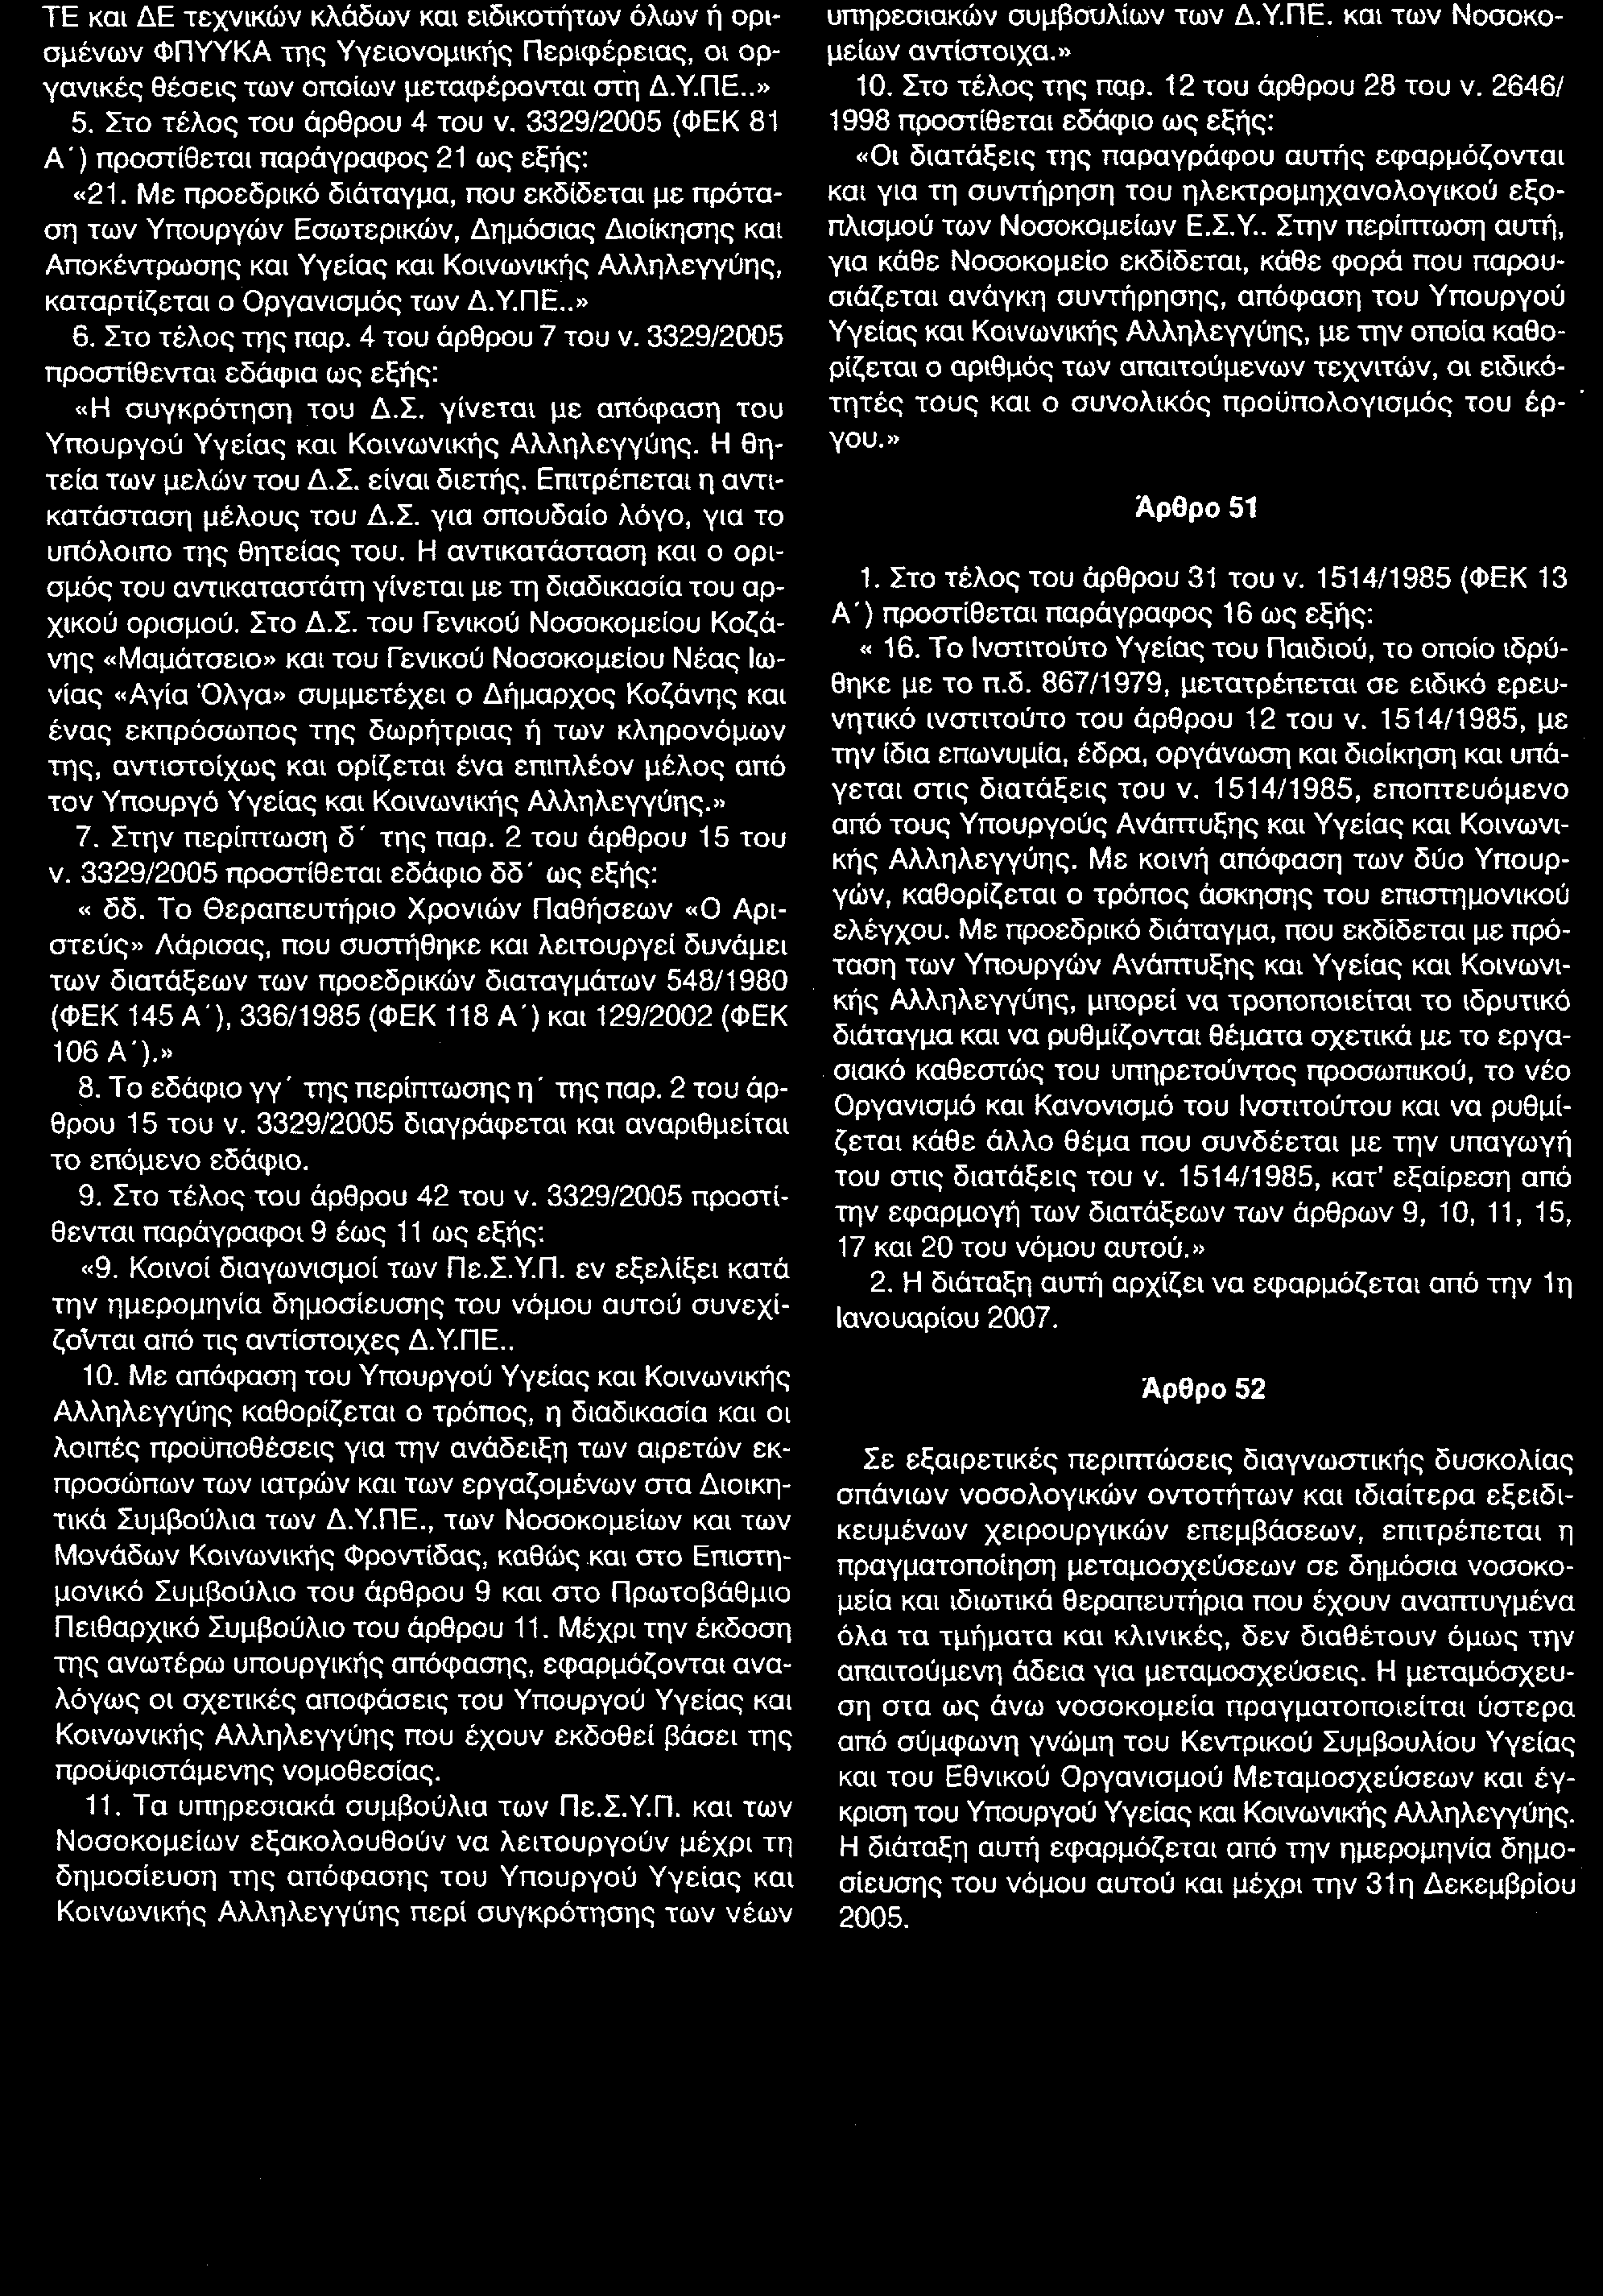 ΤΕ και ΔΕ τεχνικών κλάδων και ειδικοτήτων όλων ή ορι-
σμένων ΦΠΥΥΚΑ της Υγειονομικής Περιφέρειας, οι ορ-
γανικές θέσεις των οποίων μεταφέρονται στη Δ.Υ.ΠΕ..»
5. Στο τέλος του άρθρου 4 του ν. 3329/2005 (ΦΕΚ 81
Α΄) προστίθεται παράγραφος 21 ως εξής:
«21. Με προεδρικό διάταγμα, που εκδίδεται με πρότα-
ση των Υπουργών Εσωτερικών, Δημόσιας Διοίκησης και
Αποκέντρωσης και Υγείας και Κοινωνικής Αλληλεγγύης,
καταρτίζεται ο Οργανισμός των Δ.Υ.ΠΕ..»
6. Στο τέλος της παρ. 4 του άρθρου 7 του ν. 3329/2005
προστίθενται εδάφια ως εξής:
«Η συγκρότηση του Δ.Σ. γίνεται με απόφαση του
Υπουργού Υγείας και Κοινωνικής Αλληλεγγύης. Η θη-
τεία των μελών του Δ.Σ. είναι διετής. Επιτρέπεται η αντι-
κατάσταση μέλους του Δ.Σ. για σπουδαίο λόγο, για το
υπόλοιπο της θητείας του. Η αντικατάσταση και ο ορι-
σμός του αντικαταστάτη γίνεται με τη διαδικασία του αρ-
χικού ορισμού. Στο Δ.Σ. του Γενικού Νοσοκομείου Κοζά-
νης «Μαμάτσειο» και του Γενικού Νοσοκομείου Νέας Ιω-
νίας «Αγία Όλγα» συμμετέχει ο Δήμαρχος Κοζάνης και
ένας εκπρόσωπος της δωρήτριας ή των κληρονόμων
της, αντιστοίχως και ορίζεται ένα επιπλέον μέλος από
τον Υπουργό Υγείας και Κοινωνικής Αλληλεγγύης.»
7. Στην περίπτωση δ΄ της παρ. 2 του άρθρου 15 του
ν. 3329/2005 προστίθεται εδάφιο δδ΄ ως εξής:
« δδ. Το Θεραπευτήριο Χρονιών Παθήσεων «Ο Αρι-
στεύς» Λάρισας, που συστήθηκε και λειτουργεί δυνάμει
των διατάξεων των προεδρικών διαταγμάτων 548/1980
(ΦΕΚ 145 Α΄), 336/1985 (ΦΕΚ 118 Α΄) και 129/2002 (ΦΕΚ
106 Α΄).»
8. Το εδάφιο γγ΄ της περίπτωσης η΄ της παρ. 2 του άρ-
θρου 15 του ν. 3329/2005 διαγράφεται και αναριθμείται
το επόμενο εδάφιο.
9. Στο τέλος του άρθρου 42 του ν. 3329/2005 προστί-
θενται παράγραφοι 9 έως 11 ως εξής:
«9. Κοινοί διαγωνισμοί των Πε.Σ.Υ.Π. εν εξελίξει κατά
την ημερομηνία δημοσίευσης του νόμου αυτού συνεχί-
ζονται από τις αντίστοιχες Δ.Υ.ΠΕ..
10. Με απόφαση του Υπουργού Υγείας και Κοινωνικής
Αλληλεγγύης καθορίζεται ο τρόπος, η διαδικασία και οι
λοιπές προϋποθέσεις για την ανάδειξη των αιρετών εκ-
προσώπων των ιατρών και των εργαζομένων στα Διοικη-
τικά Συμβούλια των Δ.Υ.ΠΕ., των Νοσοκομείων και των
Μονάδων Κοινωνικής Φροντίδας, καθώς και στο Επιστη-
μονικό Συμβούλιο του άρθρου 9 και στο Πρωτοβάθμιο
Πειθαρχικό Συμβούλιο του άρθρου 11. Μέχρι την έκδοση
της ανωτέρω υπουργικής απόφασης, εφαρμόζονται ανα-
λόγως οι σχετικές αποφάσεις του Υπουργού Υγείας και
Κοινωνικής Αλληλεγγύης που έχουν εκδοθεί βάσει της
προϋφιστάμενης νομοθεσίας.
11. Τα υπηρεσιακά συμβούλια των Πε.Σ.Υ.Π. και των
Νοσοκομείων εξακολουθούν να λειτουργούν μέχρι τη
δημοσίευση της απόφασης του Υπουργού Υγείας και
Κοινωνικής Αλληλεγγύης περί συγκρότησης των νέων
υπηρεσιακών συμβουλίων των Δ.Υ.ΠΕ. και των Νοσοκο-
μείων αντίστοιχα.»
10. Στο τέλος της παρ. 12 του άρθρου 28 του ν. 2646/
1998 προστίθεται εδάφιο ως εξής:
«Οι διατάξεις της παραγράφου αυτής εφαρμόζονται
και για τη συντήρηση του ηλεκτρομηχανολογικού εξο-
πλισμού των Νοσοκομείων Ε.Σ.Υ.. Στην περίπτωση αυτή,
για κάθε Νοσοκομείο εκδίδεται, κάθε φορά που παρου-
σιάζεται ανάγκη συντήρησης, απόφαση του Υπουργού
Υγείας και Κοινωνικής Αλληλεγγύης, με την οποία καθο-
ρίζεται ο αριθμός των απαιτούμενων τεχνιτών, οι ειδικό-
τητές τους και ο συνολικός προϋπολογισμός του έρ-
γου.»
Άρθρο 51
1. Στο τέλος του άρθρου 31 του ν. 1514/1985 (ΦΕΚ 13
Α΄) προστίθεται παράγραφος 16 ως εξής:
« 16. Το Ινστιτούτο Υγείας του Παιδιού, το οποίο ιδρύ-
θηκε με το π.δ. 867/1979, μετατρέπεται σε ειδικό ερευ-
νητικό ινστιτούτο του άρθρου 12 του ν. 1514/1985, με
την ίδια επωνυμία, έδρα, οργάνωση και διοίκηση και υπά-
γεται στις διατάξεις του ν. 1514/1985, εποπτευόμενο
από τους Υπουργούς Ανάπτυξης και Υγείας και Κοινωνι-
κής Αλληλεγγύης. Με κοινή απόφαση των δύο Υπουρ-
γών, καθορίζεται ο τρόπος άσκησης του επιστημονικού
ελέγχου. Με προεδρικό διάταγμα, που εκδίδεται με πρό-
ταση των Υπουργών Ανάπτυξης και Υγείας και Κοινωνι-
κής Αλληλεγγύης, μπορεί να τροποποιείται το ιδρυτικό
διάταγμα και να ρυθμίζονται θέματα σχετικά με το εργα-
σιακό καθεστώς του υπηρετούντος προσωπικού, το νέο
Οργανισμό και Κανονισμό του Ινστιτούτου και να ρυθμί-
ζεται κάθε άλλο θέμα που συνδέεται με την υπαγωγή
του στις διατάξεις του ν. 1514/1985, κατ' εξαίρεση από
την εφαρμογή των διατάξεων των άρθρων 9, 10, 11, 15,
17 και 20 του νόμου αυτού.»
2. Η διάταξη αυτή αρχίζει να εφαρμόζεται από την 1η
Ιανουαρίου 2007.
Άρθρο 52
Σε εξαιρετικές περιπτώσεις διαγνωστικής δυσκολίας
σπάνιων νοσολογικών οντοτήτων και ιδιαίτερα εξειδι-
κευμένων χειρουργικών επεμβάσεων, επιτρέπεται η
πραγματοποίηση μεταμοσχεύσεων σε δημόσια νοσοκο-
μεία και ιδιωτικά θεραπευτήρια που έχουν αναπτυγμένα
όλα τα τμήματα και κλινικές, δεν διαθέτουν όμως την
απαιτούμενη άδεια για μεταμοσχεύσεις. Η μεταμόσχευ-
ση στα ως άνω νοσοκομεία πραγματοποιείται ύστερα
από σύμφωνη γνώμη του Κεντρικού Συμβουλίου Υγείας
και του Εθνικού Οργανισμού Μεταμοσχεύσεων και έγ-
κριση του Υπουργού Υγείας και Κοινωνικής Αλληλεγγύης.
Η διάταξη αυτή εφαρμόζεται από την ημερομηνία δημο-
σίευσης του νόμου αυτού και μέχρι την 31η Δεκεμβρίου
2005.